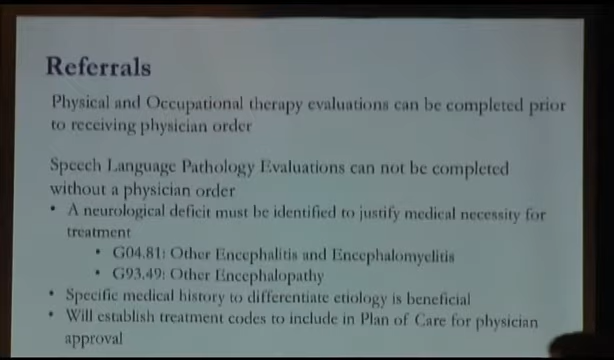 Referrals
Physical and Occupational therapy evaluations can be completed prior
to receiving physician order
Speech Language Pathology Evaluations can not be completed
without a physician order
• A neurological deficit must be identified to justify medical necessity for
treatment
• G04.81: Other Encephalitis and Encephalomyelitis
• G93.49: Other Encephalopathy
• Specific medical history to differentiate etiology is beneficial
• Will establish treatment codes to include in Plan of Care for physician
approval